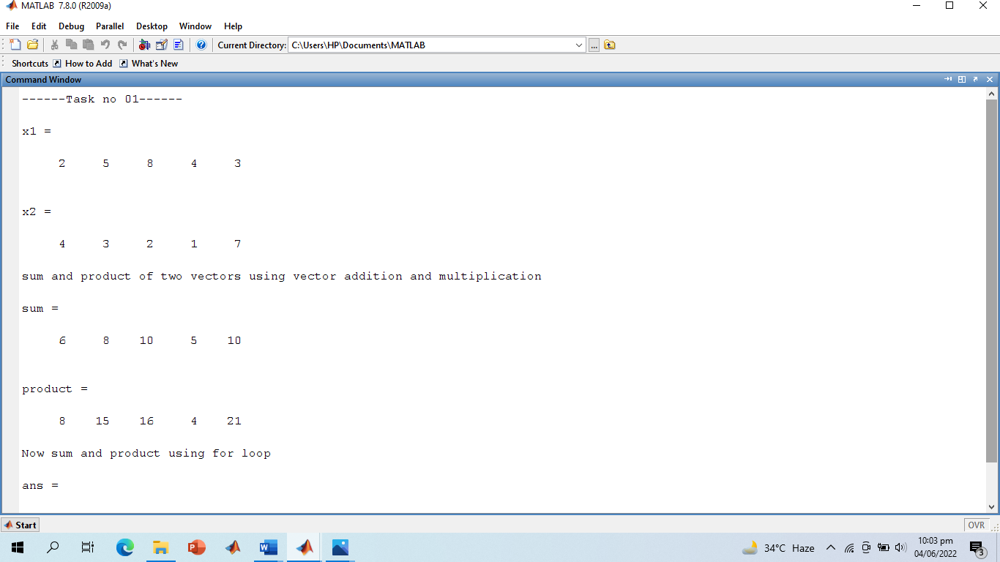 MATLAB 7.8.0 (R2009a)
File Edit Debug Parallel Desktop Window Help
Current Directory: C:\Users\HP\Documents\MATLAB ...
Shortcuts How to Add What's New
Command Window
------Task no 01------
x1 =
2 5 8 4 3
x2 =
4 3 2 1 7
sum and product of two vectors using vector addition and multiplication
sum =
6 8 10 5 10
product =
8 15 16 4 21
Now sum and product using for loop
ans =
Start
OVR
34°C Haze
10:03 pm
04/06/2022
3